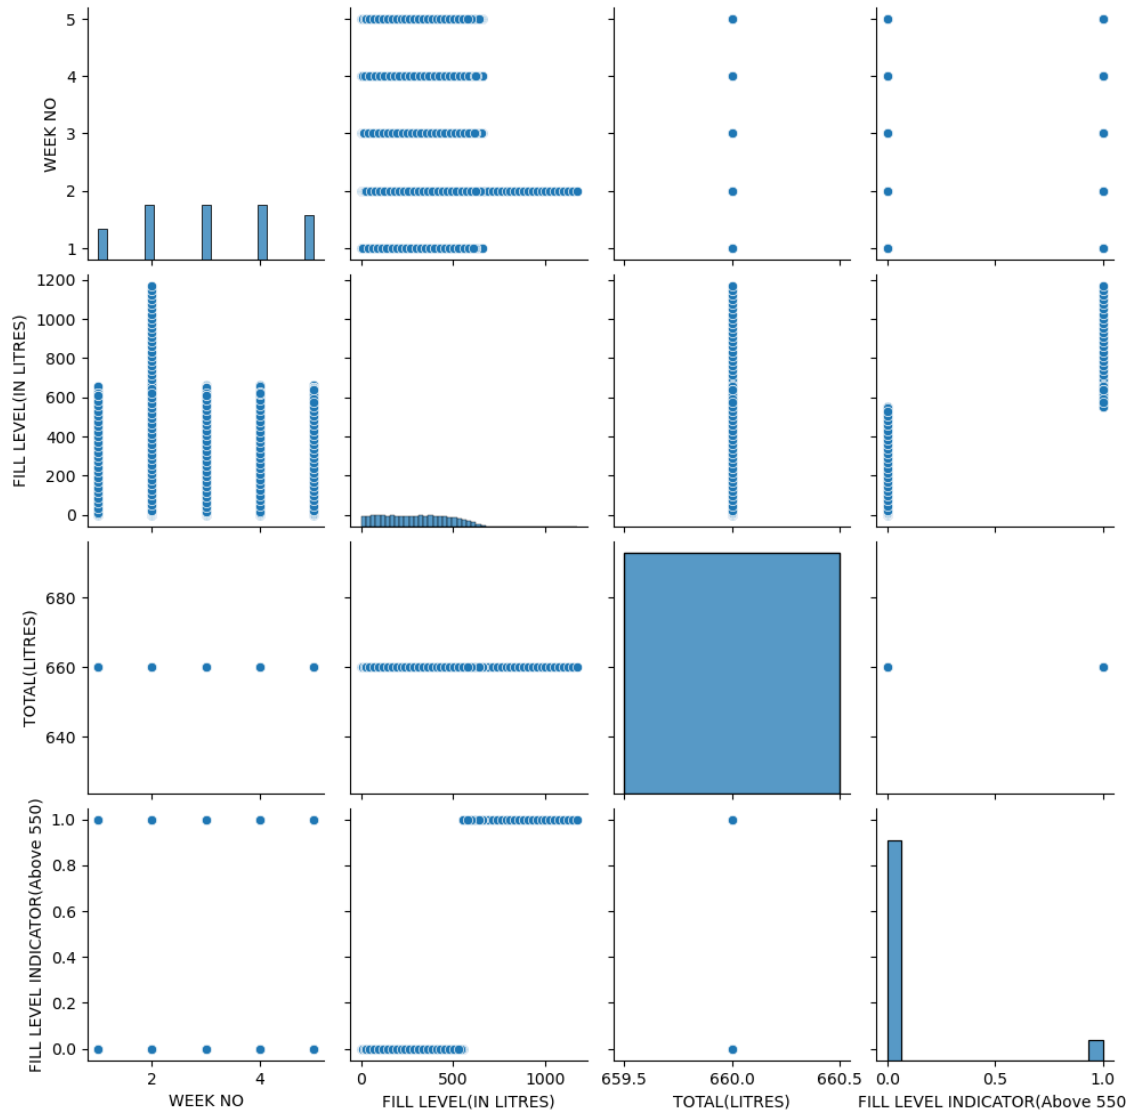 5
4
3
2
1
WEEK NO
1200
1000
800
600
400
200
0
FILL LEVEL(IN LITRES)
680
660
640
TOTAL(LITRES)
1.0
0.8
0.6
0.4
0.2
0.0
FILL LEVEL INDICATOR(Above 550)
2 4
WEEK NO
0 500 1000
FILL LEVEL(IN LITRES)
659.5 660.0 660.5
TOTAL(LITRES)
0.0 0.5 1.0
FILL LEVEL INDICATOR(Above 550